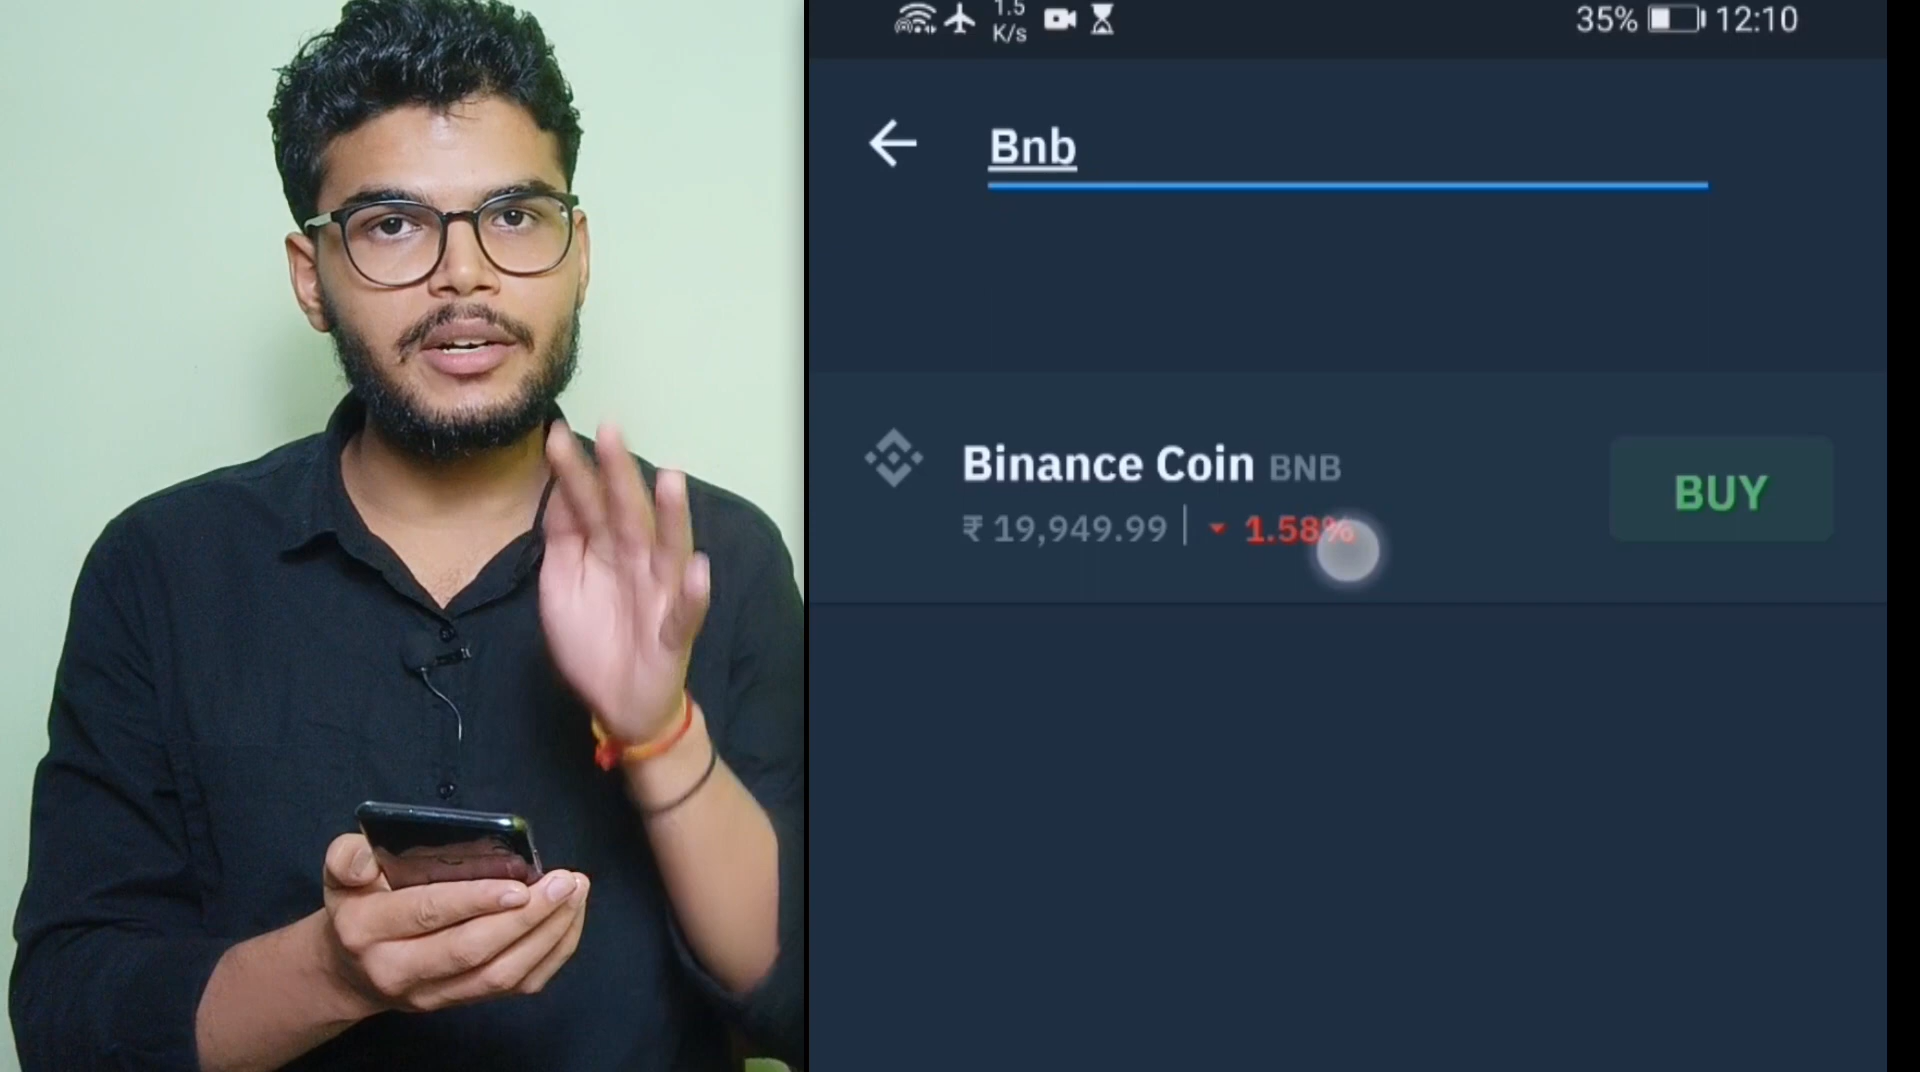 1.5
K/s
35% 12:10
Bnb
Binance Coin BNB
₹ 19,949.99 | 1.58%
BUY